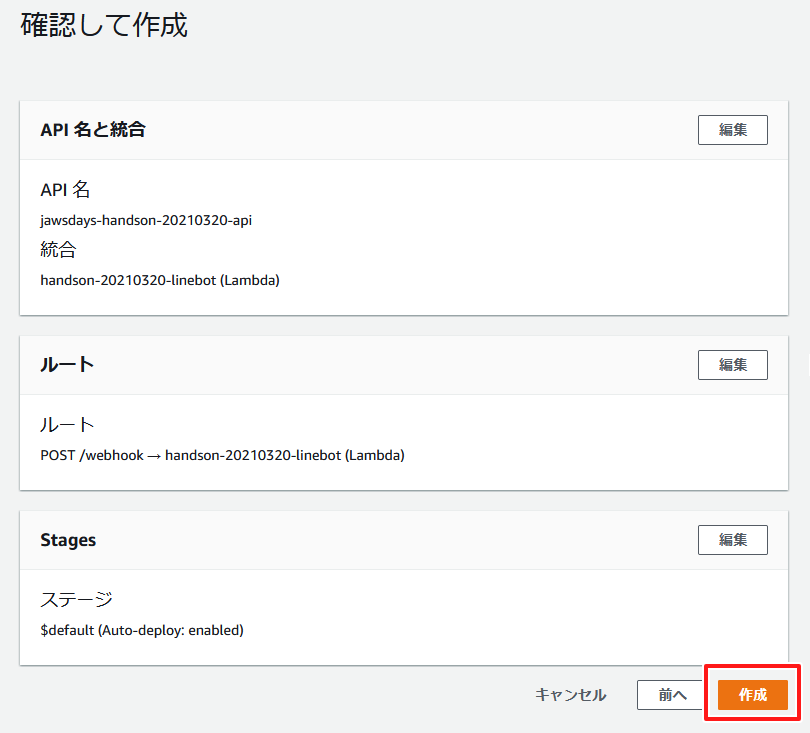 確認して作成
API 名と統合
編集
API 名
jawsdays-handson-20210320-api
統合
handson-20210320-linebot (Lambda)
ルート
編集
ルート
POST /webhook → handson-20210320-linebot (Lambda)
Stages
編集
ステージ
$default (Auto-deploy: enabled)
キャンセル
前へ
作成